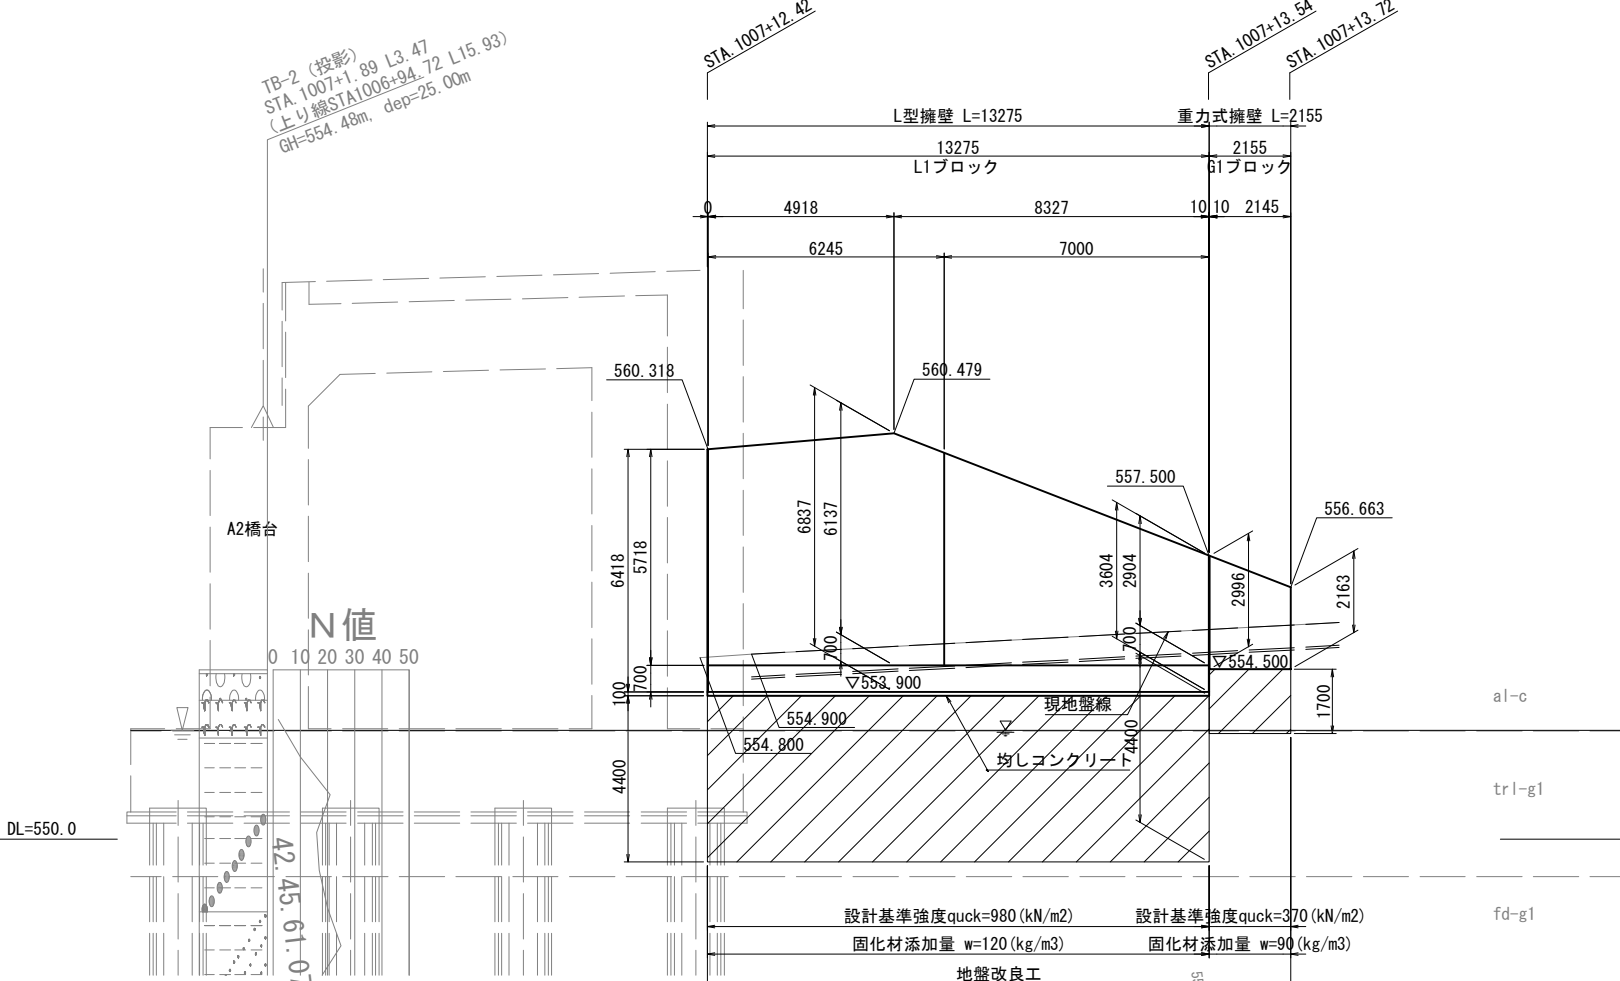 STA.1007+12.42
STA.1007+13.54
STA.1007+13.72
TB-2 (投影)
STA.1007+1.89 L3.47
(上り線STA1006+94.72 L15.93)
GH=554.48m, dep=25.00m
L型擁壁 L=13275
重力式擁壁 L=2155
13275
2155
L1ブロック
G1ブロック
0
4918
8327
10
10
2145
6245
7000
560.318
560.479
557.500
556.663
6837
6137
6418
5718
3604
2904
2996
2163
A2橋台
N値
0 10 20 30 40 50
700
700
700
100
▽554.500
▽553.900
現地盤線
1700
al-c
554.900
554.800
4400
4400
均しコンクリート
trl-g1
DL=550.0
42.45.61.07
fd-g1
設計基準強度quck=980(kN/m2)
設計基準強度quck=370(kN/m2)
固化材添加量 w=120(kg/m3)
固化材添加量 w=90(kg/m3)
地盤改良工